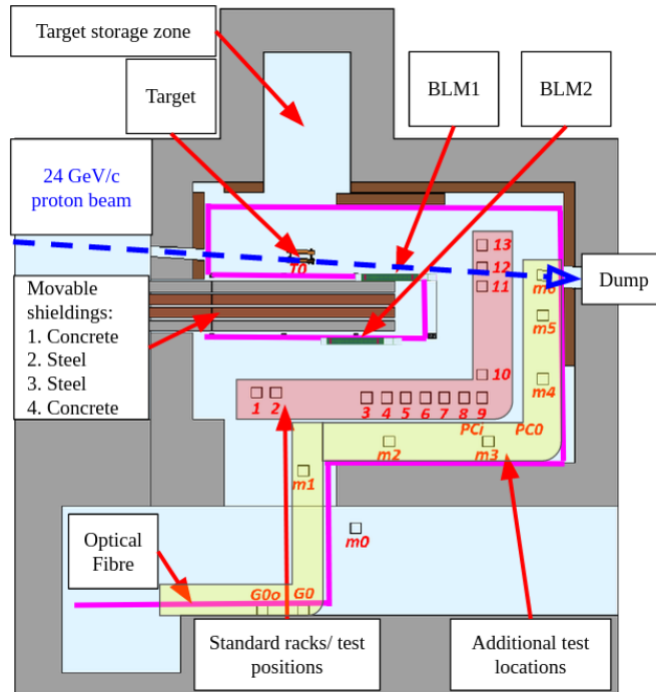 Target storage zone
Target
BLM1
BLM2
24 GeV/c
proton beam
T0
13
12
11
m6
Dump
Movable
shieldings:
1. Concrete
2. Steel
3. Steel
4. Concrete
m5
10
m4
1 2 3 4 5 6 7 8 9
PCi PC0
m2 m3
m1
m0
Optical
Fibre
G0o G0
Standard racks/ test
positions
Additional test
locations